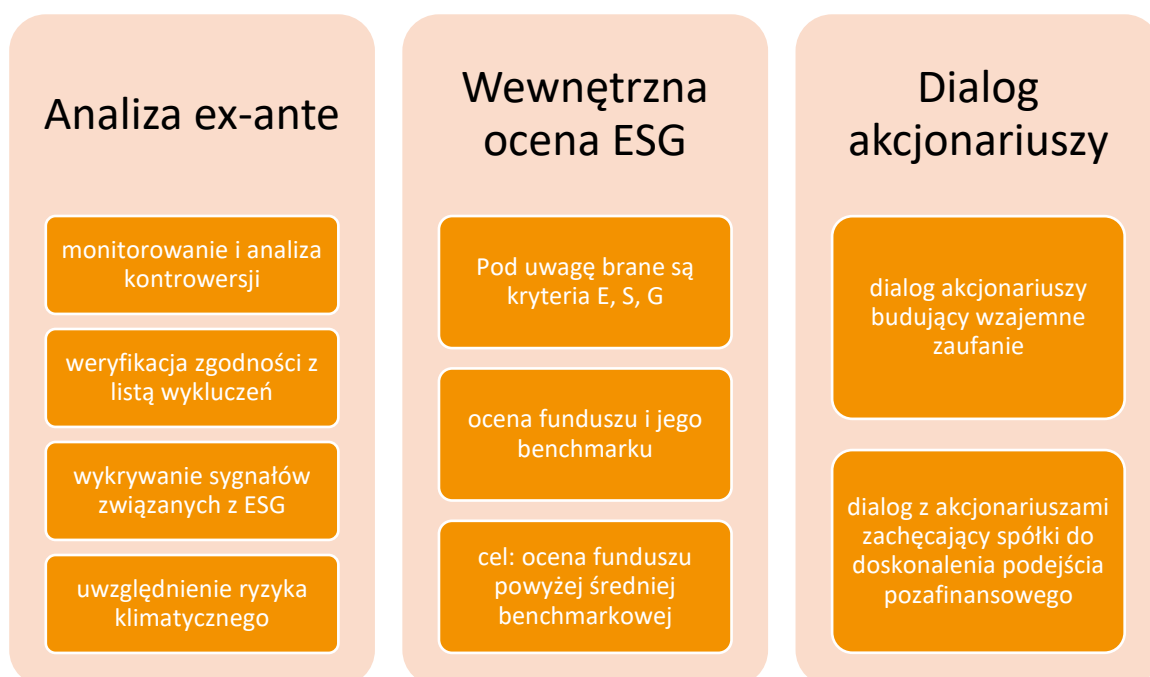 Analiza ex-ante
monitorowanie i analiza
kontrowersji
weryfikacja zgodności z
listą wykluczeń
wykrywanie sygnałów
związanych z ESG
uwzględnienie ryzyka
klimatycznego
Wewnętrzna
ocena ESG
Pod uwagę brane są
kryteria E, S, G
ocena funduszu i jego
benchmarku
cel: ocena funduszu
powyżej średniej
benchmarkowej
Dialog
akcjonariuszy
dialog akcjonariuszy
budujący wzajemne
zaufanie
dialog z akcjonariuszami
zachęcający spółki do
doskonalenia podejścia
pozafinansowego